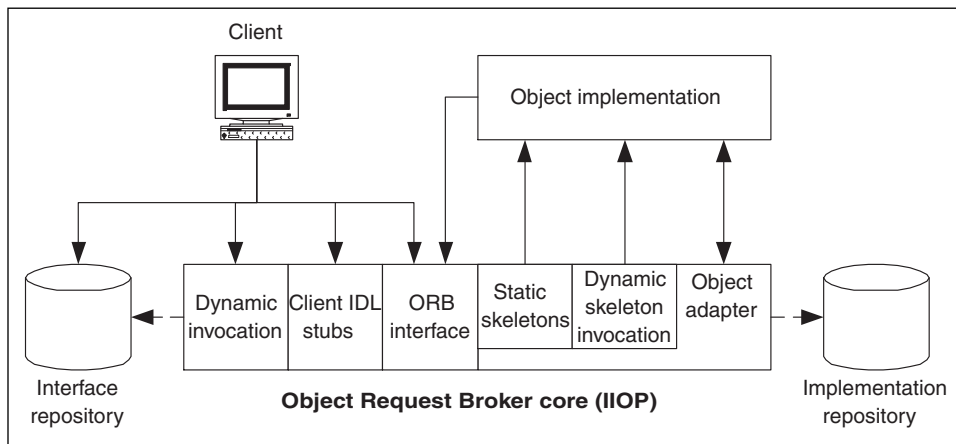 Client
Object implementation
Dynamic
invocation
Client IDL
stubs
ORB
interface
Static
skeletons
Dynamic
skeleton
invocation
Object
adapter
Interface
repository
Object Request Broker core (IIOP)
Implementation
repository